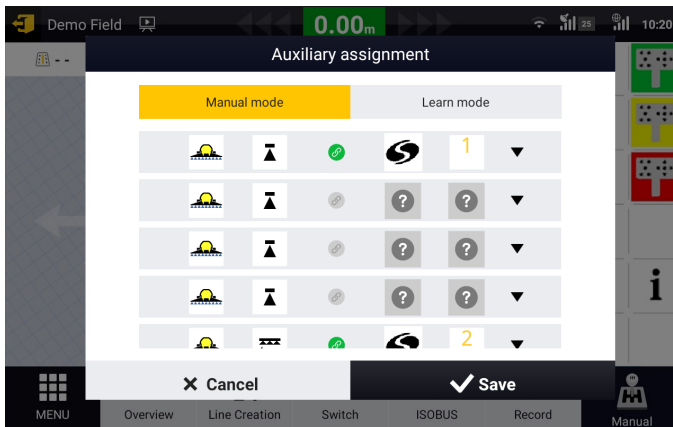 Demo Field
0.00m
25
10:20
- -
Auxiliary assignment
Manual mode
Learn mode
1
?
?
?
?
?
?
2
i
Cancel
Save
MENU
Overview
Line Creation
Switch
ISOBUS
Record
Manual